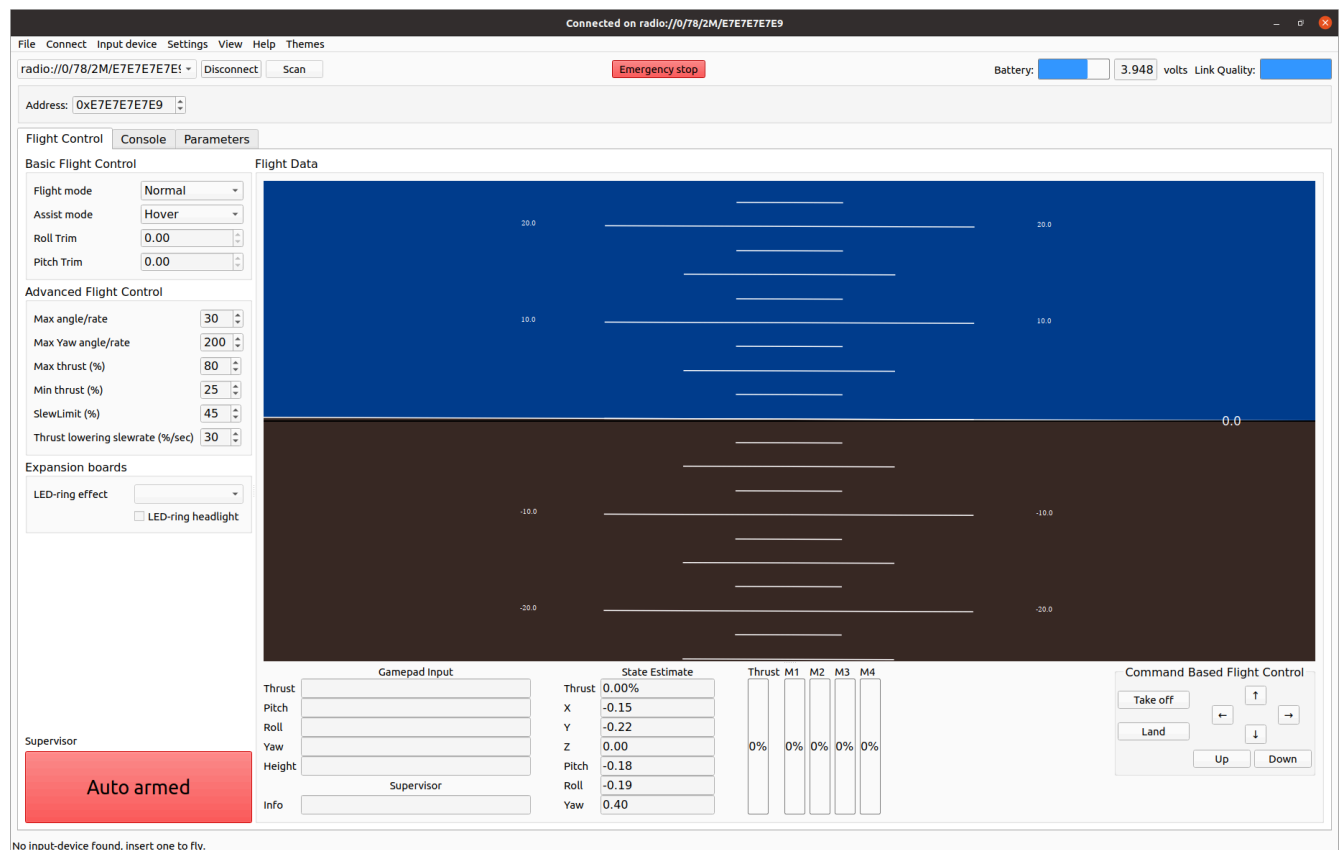 Connected on radio://0/78/2M/E7E7E7E7E9
File Connect Input device Settings View Help Themes
radio://0/78/2M/E7E7E7E7E9 Disconnect Scan Emergency stop Battery: 3.948 volts Link Quality:
Address: 0xE7E7E7E7E9
Flight Control Console Parameters
Basic Flight Control
Flight mode Normal
Assist mode Hover
Roll Trim 0.00
Pitch Trim 0.00
Advanced Flight Control
Max angle/rate 30
Max Yaw angle/rate 200
Max thrust (%) 80
Min thrust (%) 25
SlewLimit (%) 45
Thrust lowering slewrate (%/sec) 30
Expansion boards
LED-ring effect
LED-ring headlight
Supervisor
Auto armed
Flight Data
20.0 20.0
10.0 10.0
0.0
-10.0 -10.0
-20.0 -20.0
Gamepad Input
Thrust
Pitch
Roll
Yaw
Height
Supervisor
Info
State Estimate
Thrust 0.00%
X -0.15
Y -0.22
Z 0.00
Pitch -0.18
Roll -0.19
Yaw 0.40
Thrust M1 M2 M3 M4
0% 0% 0% 0% 0%
Command Based Flight Control
Take off ↑
← →
Land ↓
Up Down
No input-device found, insert one to fly.